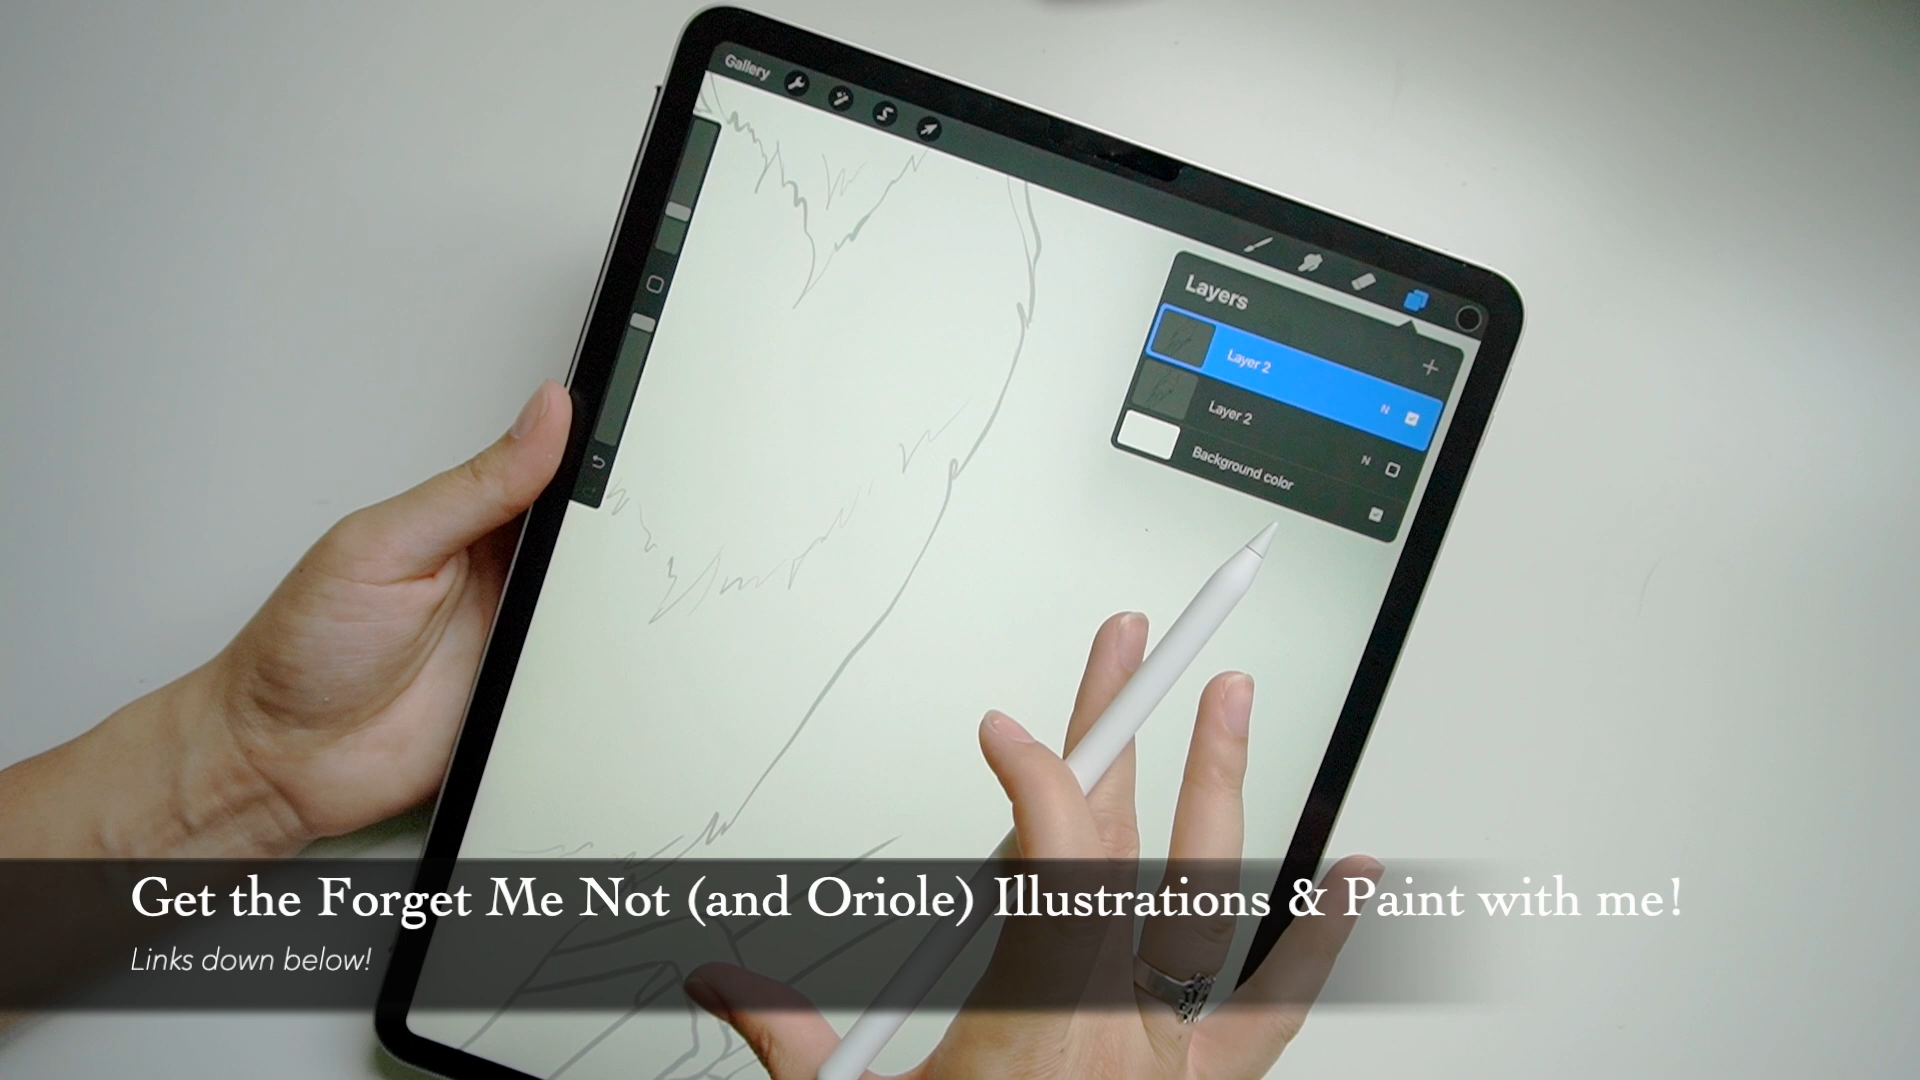 Gallery
Layers
Layer 2
N
Layer 2
N
Background color
Get the Forget Me Not (and Oriole) Illustrations & Paint with me!
Links down below!